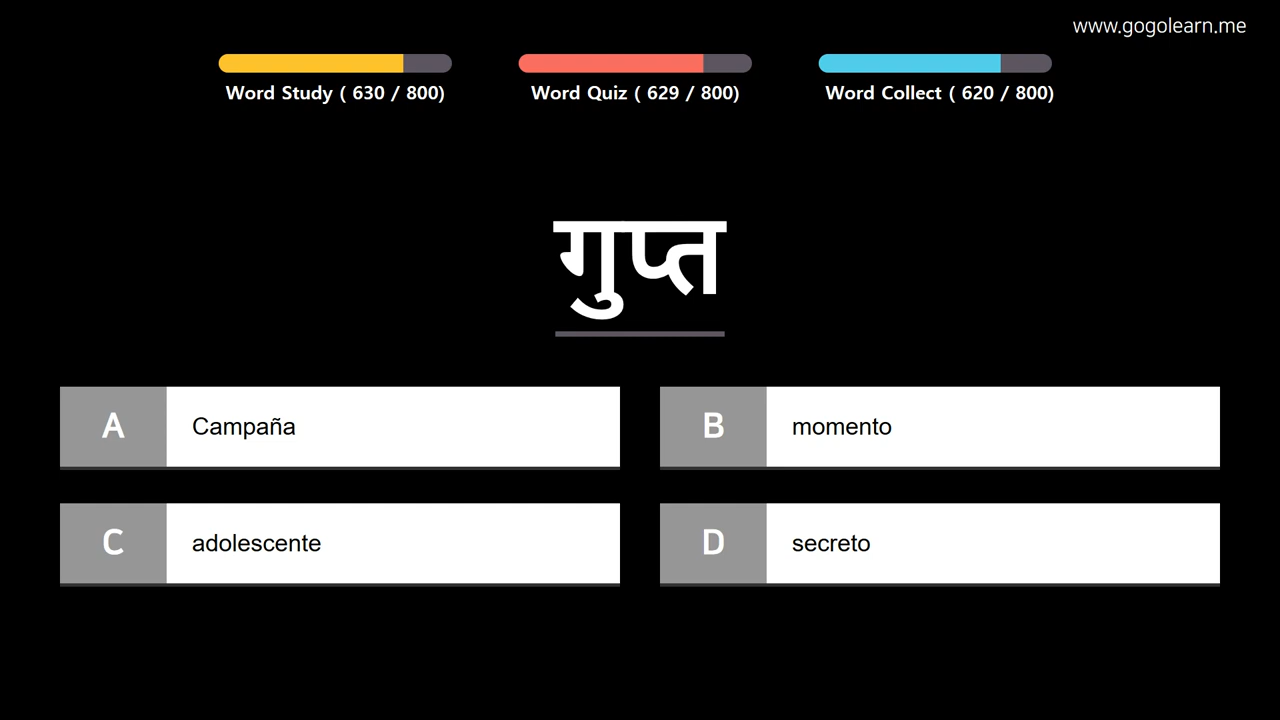 www.gogolearn.me
Word Study ( 630 / 800)
Word Quiz ( 629 / 800)
Word Collect ( 620 / 800)
गुप्त
A Campaña
B momento
C adolescente
D secreto